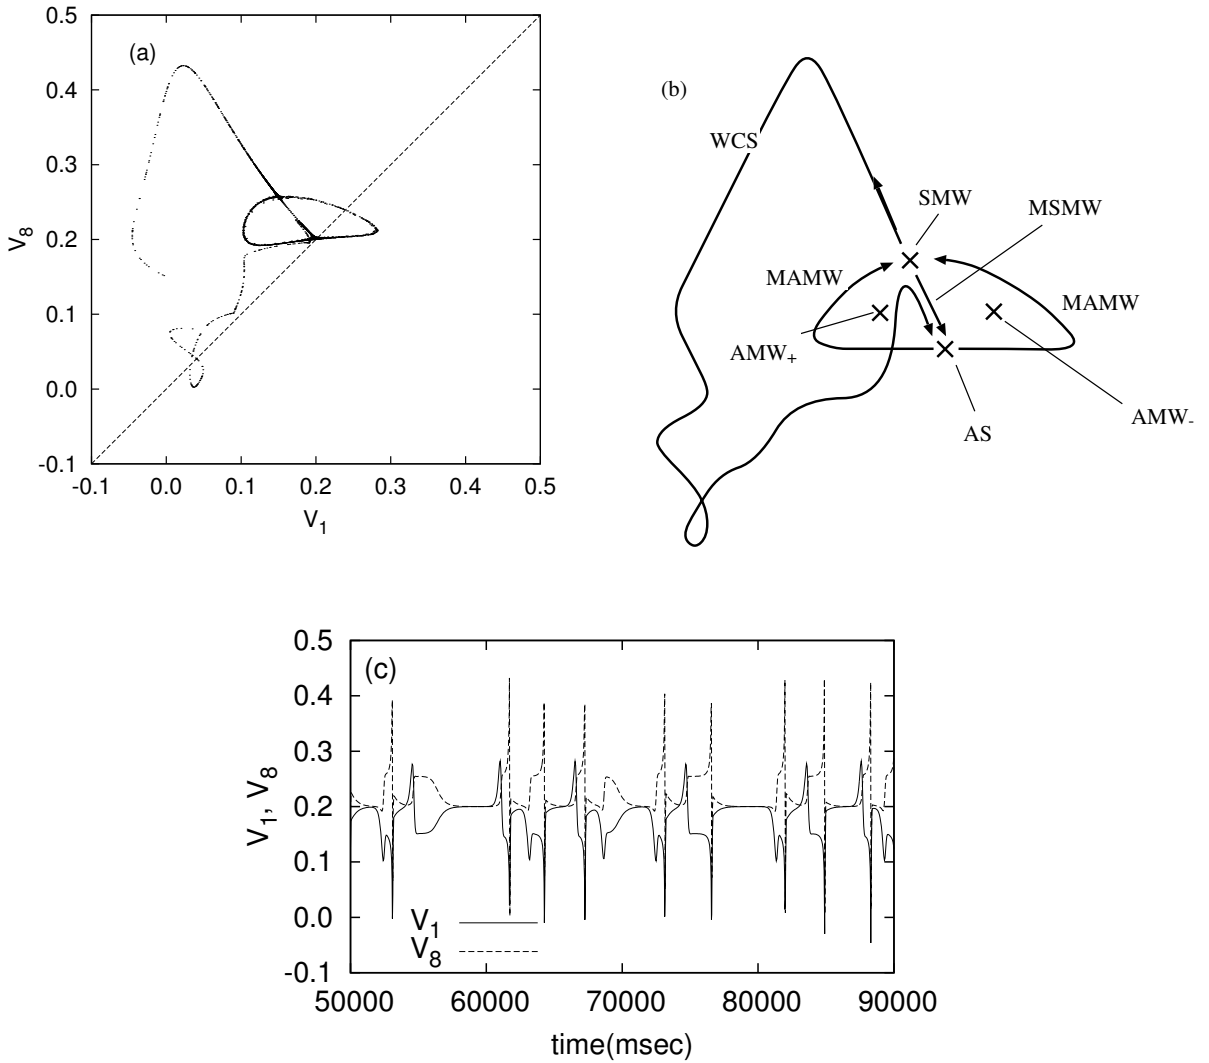 0.5
0.4
0.3
0.2
0.1
0.0
-0.1
V8
(a)
-0.1 0.0 0.1 0.2 0.3 0.4 0.5
V1
(b)
WCS
SMW
MSMW
MAMW
MAMW
AMW+
AMW-
AS
0.5
0.4
0.3
0.2
0.1
0.0
-0.1
V1, V8
(c)
V1
V8
50000 60000 70000 80000 90000
time(msec)